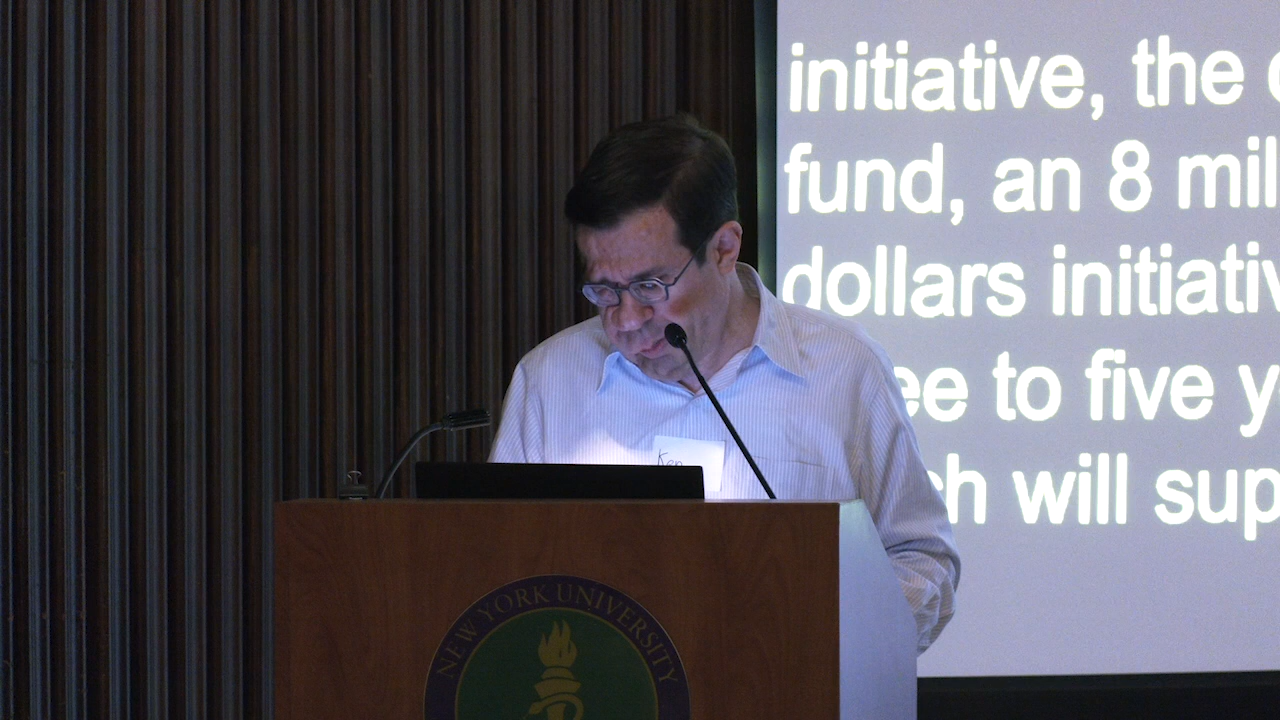 initiative, the
fund, an 8 mil
dollars initiativ
ee to five y
ch will sup
Ken
NEW YORK UNIVERSITY